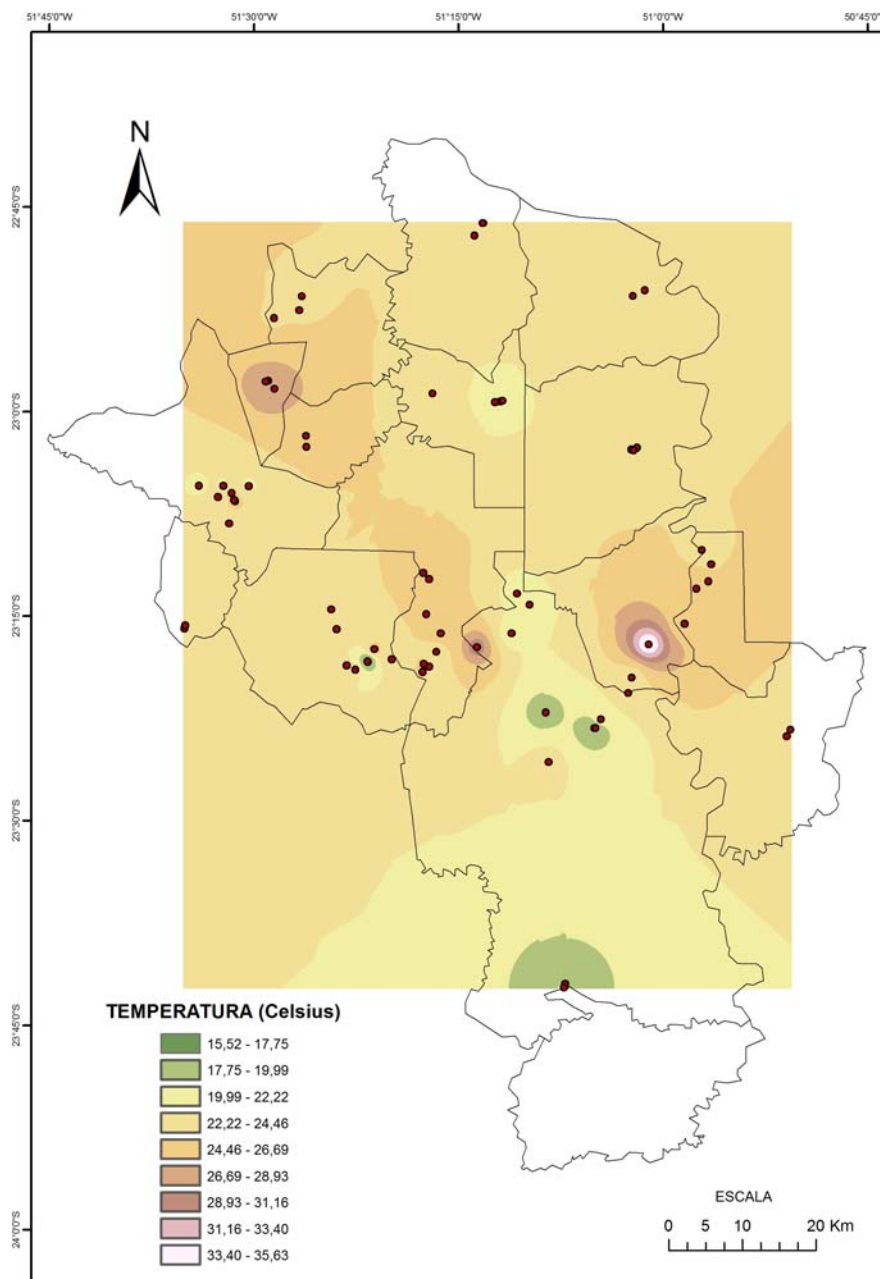 51°45'0"W 51°30'0"W 51°15'0"W 51°0'0"W 50°45'0"W
N
22°45'0"S
23°0'0"S
23°15'0"S
23°30'0"S
23°45'0"S
24°0'0"S
TEMPERATURA (Celsius)
15,52 - 17,75
17,75 - 19,99
19,99 - 22,22
22,22 - 24,46
24,46 - 26,69
26,69 - 28,93
28,93 - 31,16
31,16 - 33,40
33,40 - 35,63
ESCALA
0 5 10 20 Km